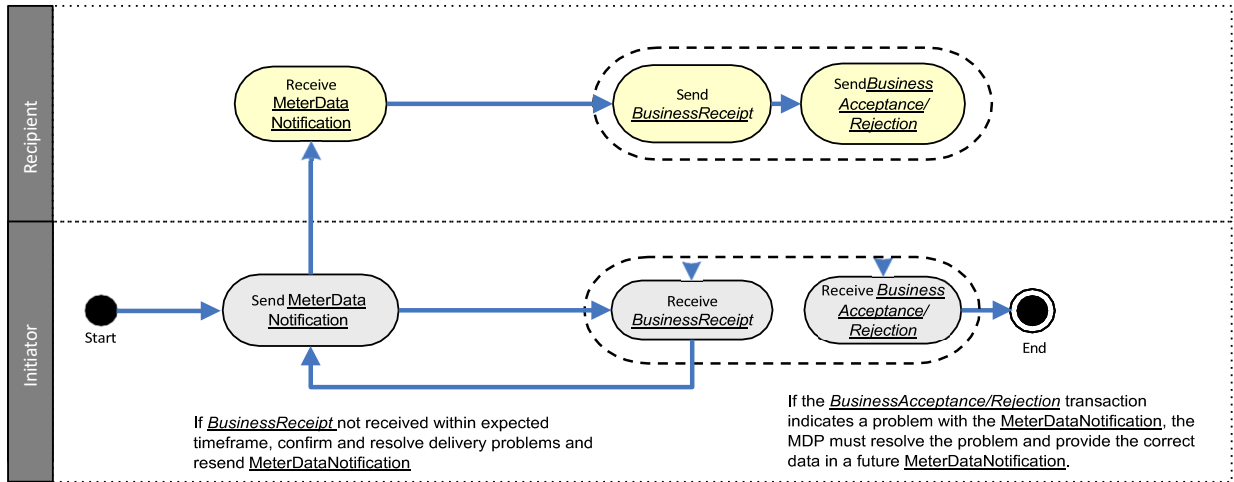 Recipient
Receive
MeterData
Notification
Send
BusinessReceipt
SendBusiness
Acceptance/
Rejection
Initiator
Start
Send MeterData
Notification
Receive
BusinessReceipt
Receive Business
Acceptance/
Rejection
End
If BusinessReceipt not received within expected
timeframe, confirm and resolve delivery problems and
resend MeterDataNotification
If the BusinessAcceptance/Rejection transaction
indicates a problem with the MeterDataNotification, the
MDP must resolve the problem and provide the correct
data in a future MeterDataNotification.